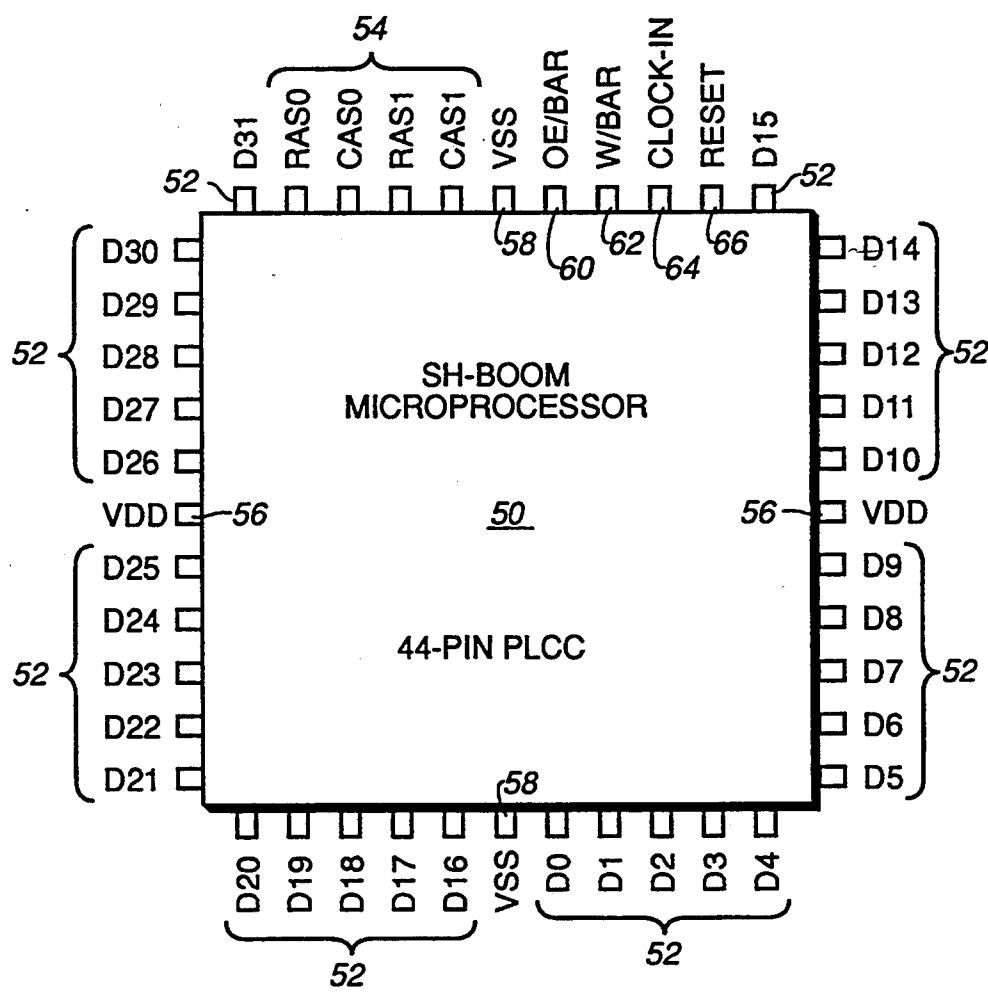 54
D31 RAS0 CAS0 RAS1 CAS1 VSS OE/BAR W/BAR CLOCK-IN RESET D15
52 52
58 60 62 64 66
D30 D14
D29 D13
52 D28 D12 52
D27 D11
D26 D10
SH-BOOM
MICROPROCESSOR
VDD 56 50 56 VDD
D25 D9
D24 D8
44-PIN PLCC
52 D23 D7 52
D22 D6
D21 D5
58
D20 D19 D18 D17 D16 VSS D0 D1 D2 D3 D4
52 52